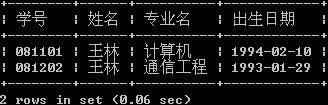 学号 | 姓名 | 专业名 | 出生日期
081101 | 王林 | 计算机 | 1994-02-10
081202 | 王林 | 通信工程 | 1993-01-29
2 rows in set (0.06 sec)